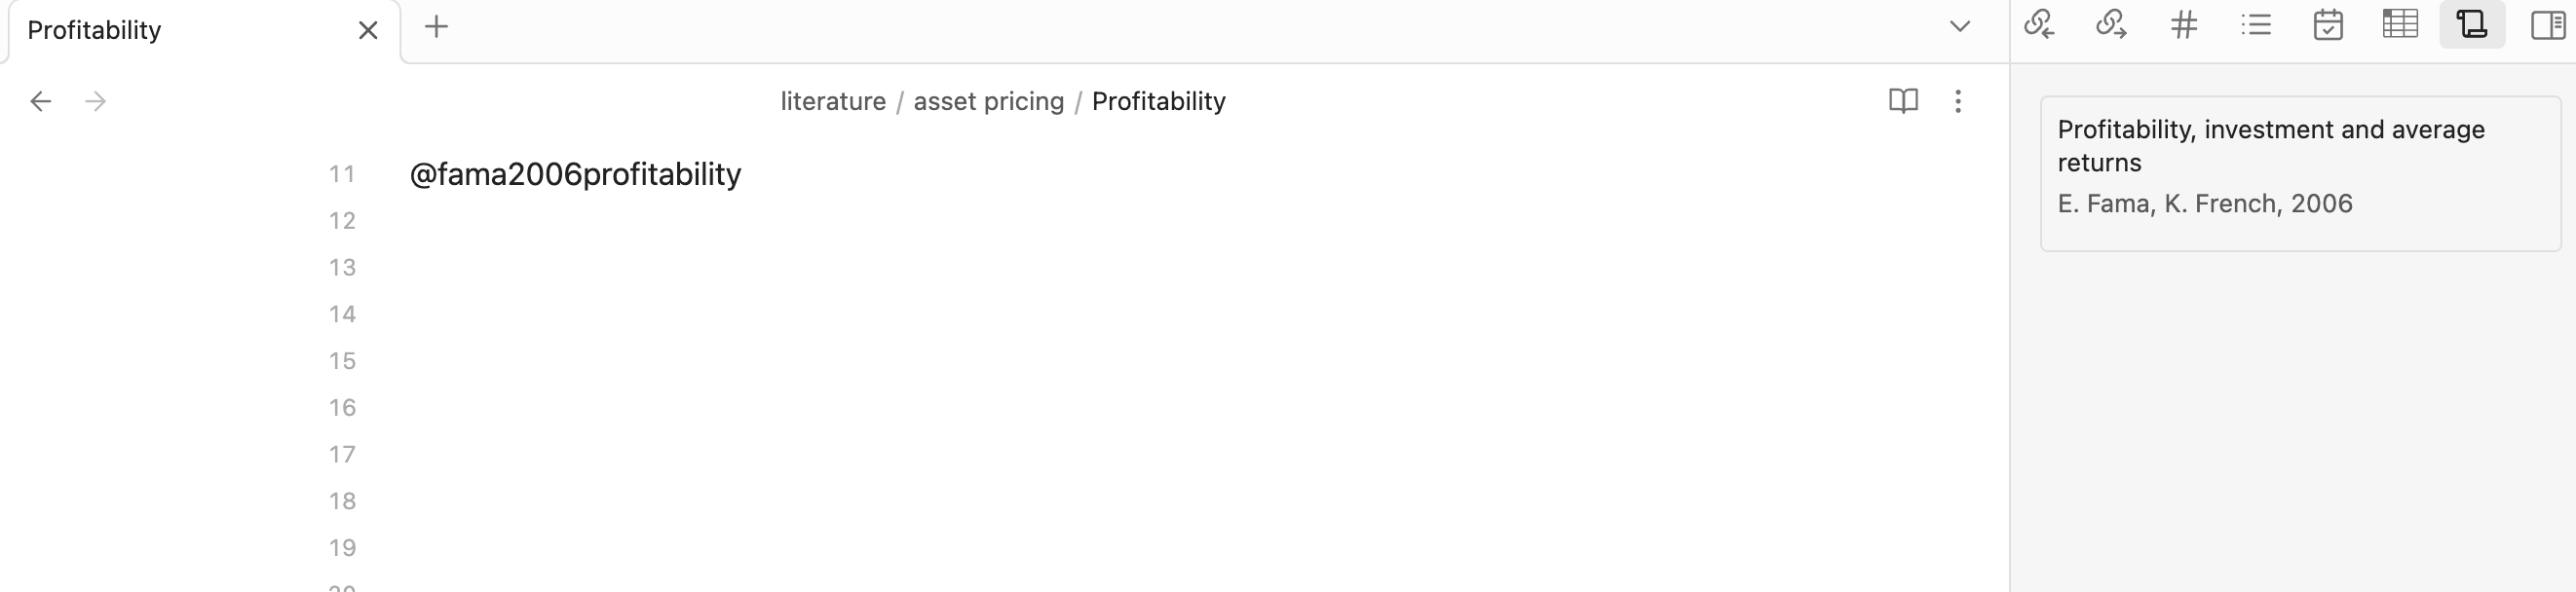 Profitability
literature / asset pricing / Profitability
11 @fama2006profitability
12
13
14
15
16
17
18
19
20
Profitability, investment and average
returns
E. Fama, K. French, 2006